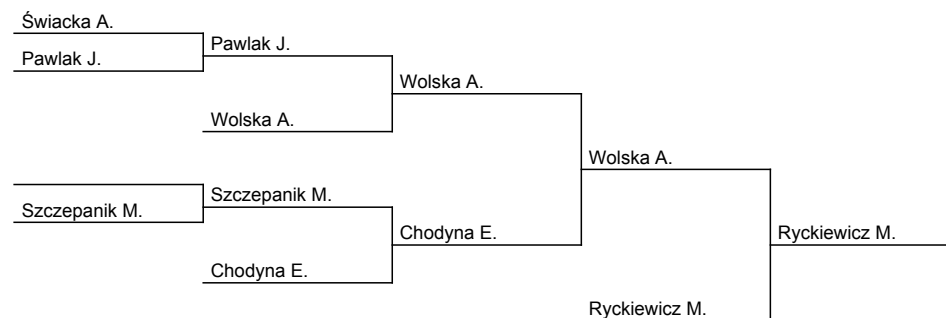 Świacka A.
Pawlak J.
Pawlak J.
Wolska A.
Wolska A.
Wolska A.
Szczepanik M.
Szczepanik M.
Chodyna E.
Ryckiewicz M.
Chodyna E.
Ryckiewicz M.